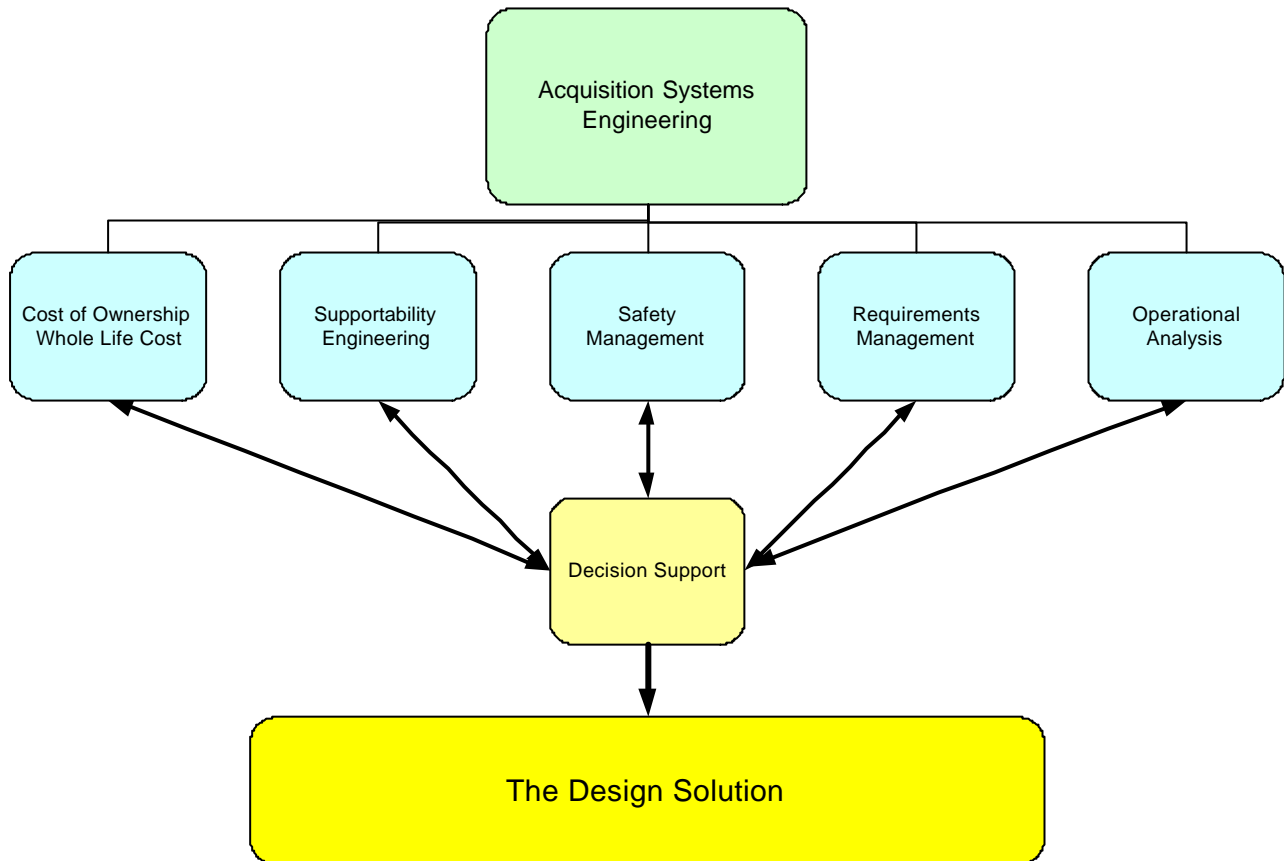 Acquisition Systems
Engineering
Cost of Ownership
Whole Life Cost
Supportability
Engineering
Safety
Management
Requirements
Management
Operational
Analysis
Decision Support
The Design Solution